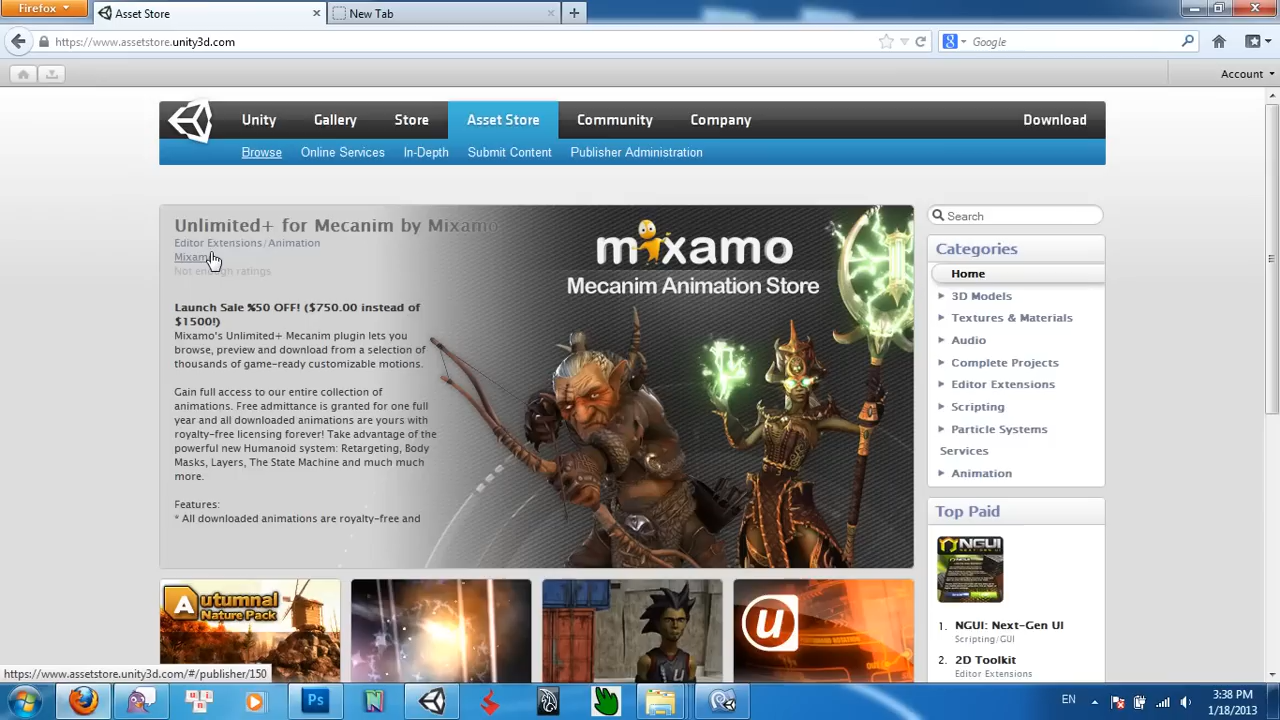 Firefox
Asset Store
New Tab
https://www.assetstore.unity3d.com
Google
Account
Unity
Gallery
Store
Asset Store
Community
Company
Download
Browse
Online Services
In-Depth
Submit Content
Publisher Administration
Unlimited+ for Mecanim by Mixamo
Editor Extensions/Animation
Mixamo
Not enough ratings
Launch Sale %50 OFF! ($750.00 instead of
$1500!)
Mixamo's Unlimited+ Mecanim plugin lets you
browse, preview and download from a selection of
thousands of game-ready customizable motions.
Gain full access to our entire collection of
animations. Free admittance is granted for one full
year and all downloaded animations are yours with
royalty-free licensing forever! Take advantage of the
powerful new Humanoid system: Retargeting, Body
Masks, Layers, The State Machine and much much
more.
Features:
* All downloaded animations are royalty-free and
mixamo
Mecanim Animation Store
Search
Categories
Home
3D Models
Textures & Materials
Audio
Complete Projects
Editor Extensions
Scripting
Particle Systems
Services
Animation
Top Paid
NGUI
NEXT-GEN UI
1. NGUI: Next-Gen UI
Scripting/GUI
2. 2D Toolkit
Editor Extensions
Autumnal
Nature Pack
u
https://www.assetstore.unity3d.com/#/publisher/150
Ps
N
EN
3:38 PM
1/18/2013